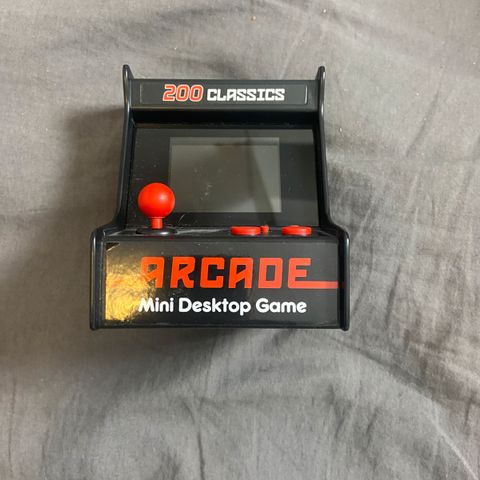 200 CLASSICS
ARCADE
Mini Desktop Game